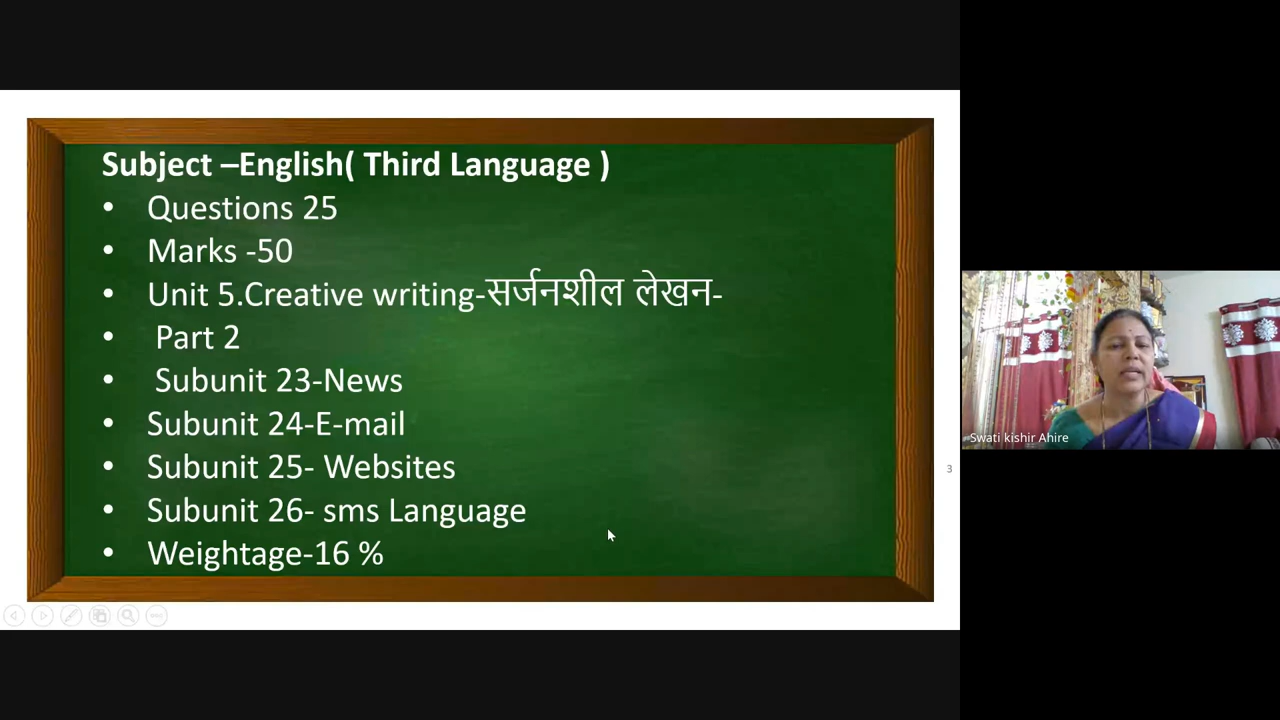 Subject –English( Third Language )
• Questions 25
• Marks -50
• Unit 5.Creative writing-सर्जनशील लेखन-
• Part 2
• Subunit 23-News
• Subunit 24-E-mail
• Subunit 25- Websites
• Subunit 26- sms Language
• Weightage-16 %
3
Swati kishir Ahire